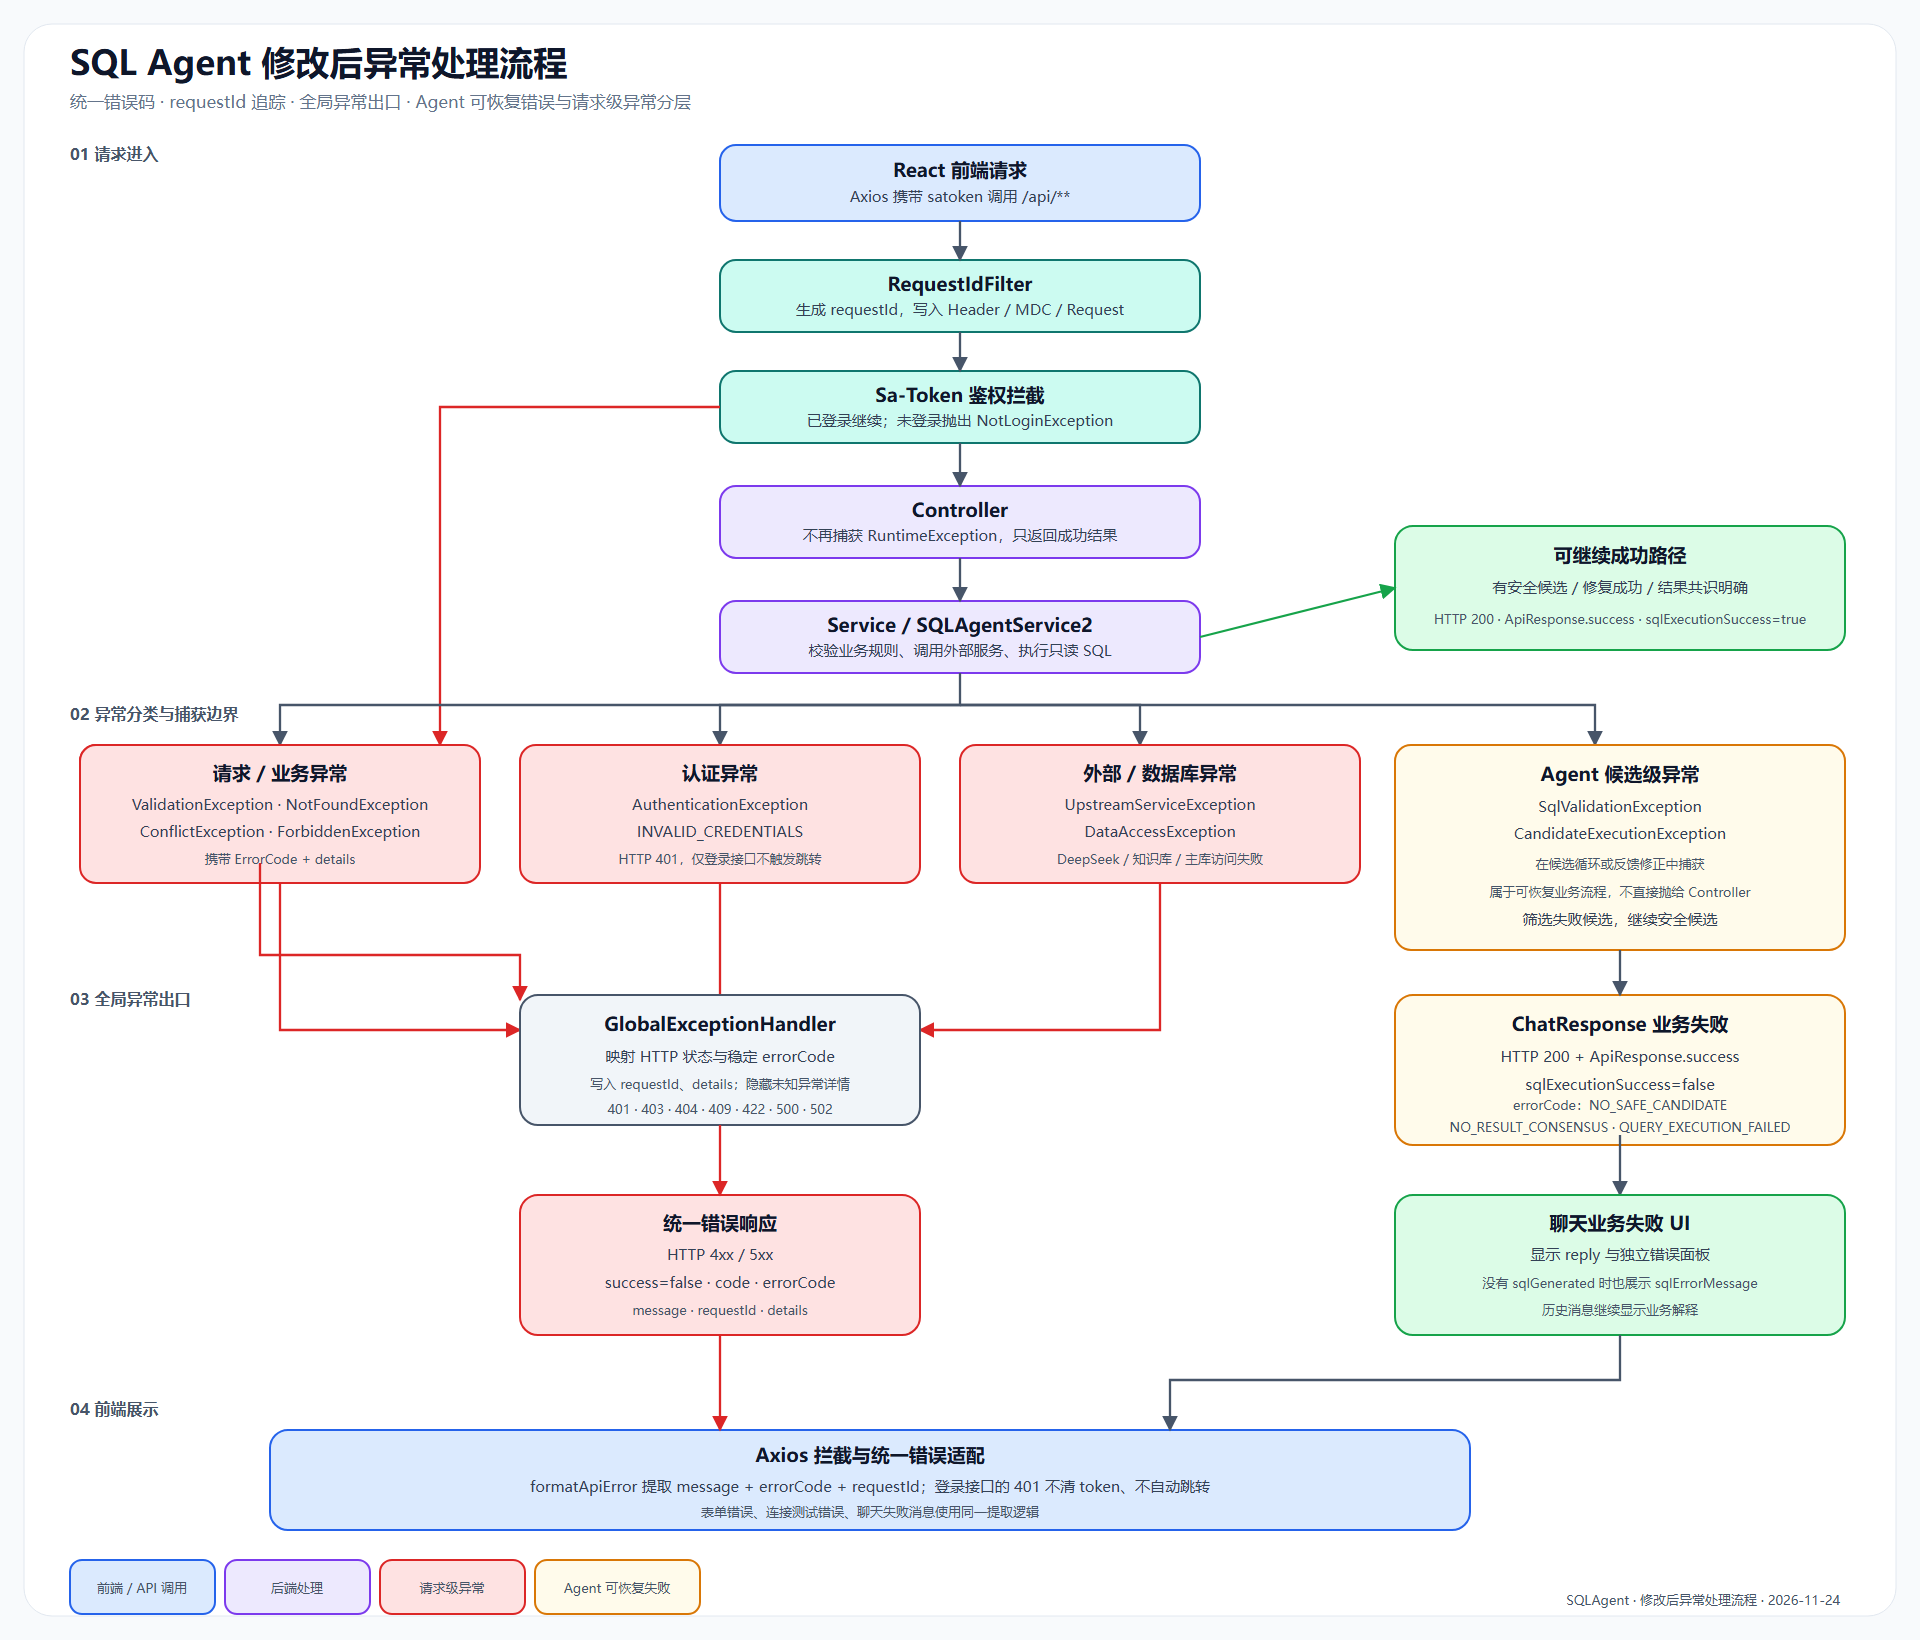 SQL Agent 修改后异常处理流程
统一错误码 · requestId 追踪 · 全局异常出口 · Agent 可恢复错误与请求级异常分层
01 请求进入
React 前端请求
Axios 携带 satoken 调用 /api/**
RequestIdFilter
生成 requestId，写入 Header / MDC / Request
Sa-Token 鉴权拦截
已登录继续；未登录抛出 NotLoginException
Controller
不再捕获 RuntimeException，只返回成功结果
Service / SQLAgentService2
校验业务规则、调用外部服务、执行只读 SQL
可继续成功路径
有安全候选 / 修复成功 / 结果共识明确
HTTP 200 · ApiResponse.success · sqlExecutionSuccess=true
02 异常分类与捕获边界
请求 / 业务异常
ValidationException · NotFoundException
ConflictException · ForbiddenException
携带 ErrorCode + details
认证异常
AuthenticationException
INVALID_CREDENTIALS
HTTP 401，仅登录接口不触发跳转
外部 / 数据库异常
UpstreamServiceException
DataAccessException
DeepSeek / 知识库 / 主库访问失败
Agent 候选级异常
SqlValidationException
CandidateExecutionException
在候选循环或反馈修正中捕获
属于可恢复业务流程，不直接抛给 Controller
筛选失败候选，继续安全候选
03 全局异常出口
GlobalExceptionHandler
映射 HTTP 状态与稳定 errorCode
写入 requestId、details；隐藏未知异常详情
401 · 403 · 404 · 409 · 422 · 500 · 502
ChatResponse 业务失败
HTTP 200 + ApiResponse.success
sqlExecutionSuccess=false
errorCode：NO_SAFE_CANDIDATE
NO_RESULT_CONSENSUS · QUERY_EXECUTION_FAILED
统一错误响应
HTTP 4xx / 5xx
success=false · code · errorCode
message · requestId · details
聊天业务失败 UI
显示 reply 与独立错误面板
没有 sqlGenerated 时也展示 sqlErrorMessage
历史消息继续显示业务解释
04 前端展示
Axios 拦截与统一错误适配
formatApiError 提取 message + errorCode + requestId；登录接口的 401 不清 token、不自动跳转
表单错误、连接测试错误、聊天失败消息使用同一提取逻辑
前端 / API 调用
后端处理
请求级异常
Agent 可恢复失败
SQLAgent · 修改后异常处理流程 · 2026-11-24